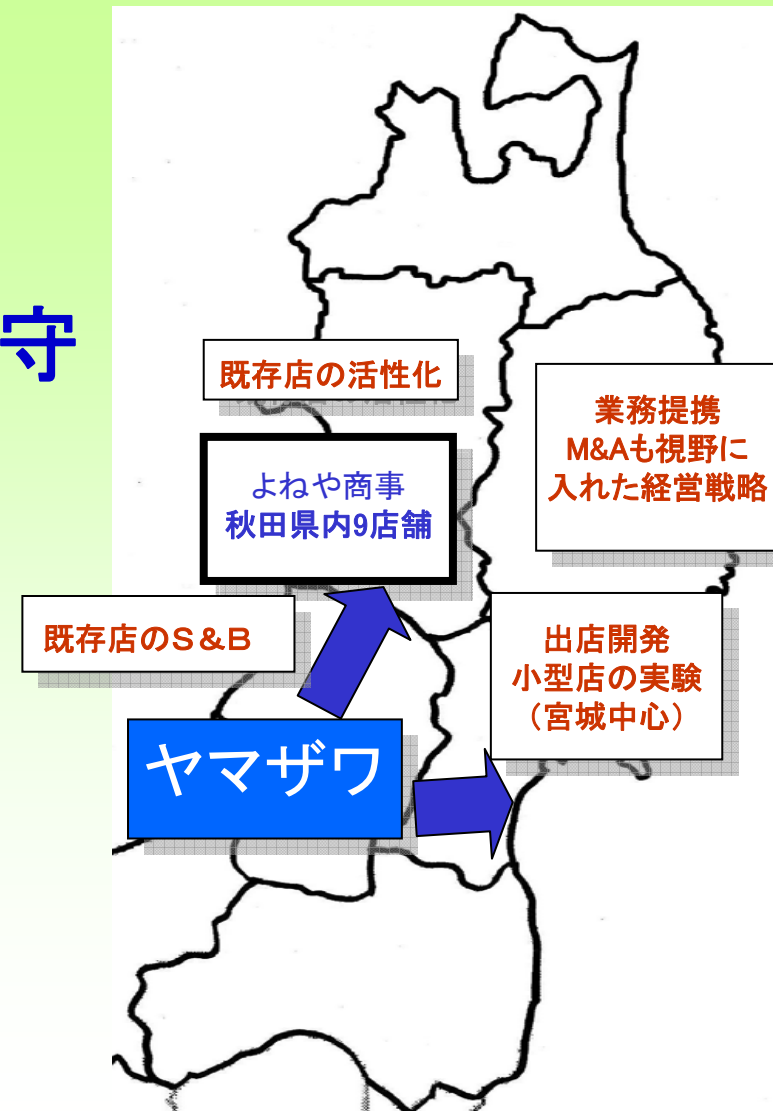 守
既存店の活性化
業務提携
M&Aも視野に
入れた経営戦略
よねや商事
秋田県内9店舗
既存店のS&B
出店開発
小型店の実験
（宮城中心）
ヤマザワ